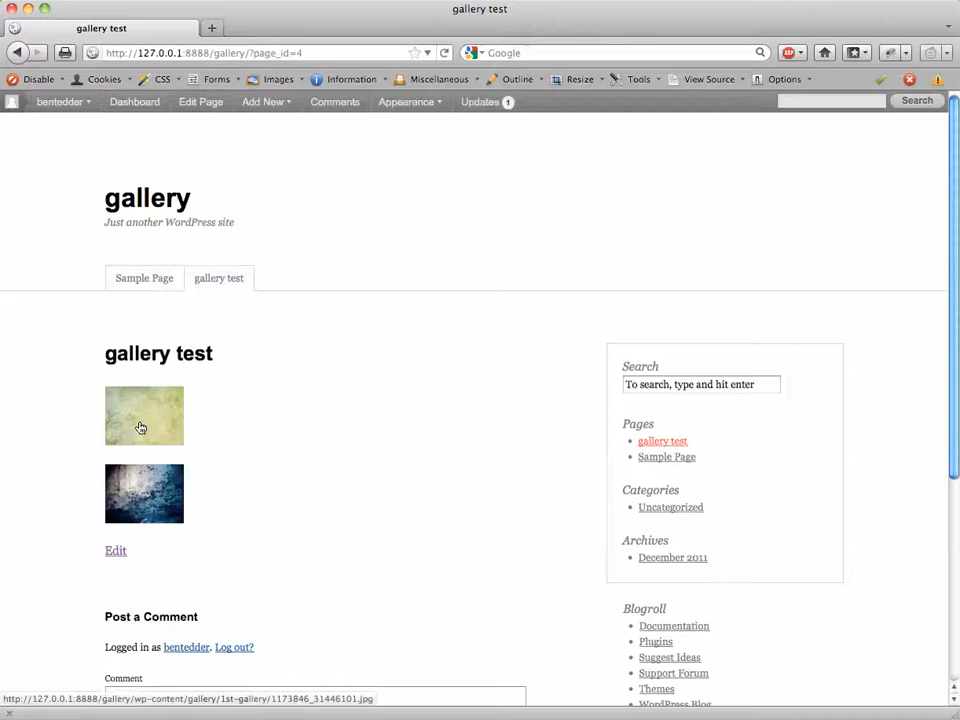 gallery test
gallery test
http://127.0.0.1:8888/gallery/?page_id=4
Google
Disable Cookies CSS Forms Images Information Miscellaneous Outline Resize Tools View Source Options
bentedder Dashboard Edit Page Add New Comments Appearance Updates 1 Search
gallery
Just another WordPress site
Sample Page gallery test
gallery test
Search
To search, type and hit enter
Pages
gallery test
Sample Page
Categories
Uncategorized
Archives
December 2011
Edit
Blogroll
Post a Comment
Documentation
Plugins
Logged in as bentedder. Log out?
Suggest Ideas
Support Forum
Comment
Themes
WordPress Blog
http://127.0.0.1:8888/gallery/wp-content/gallery/1st-gallery/1173846_31446101.jpg